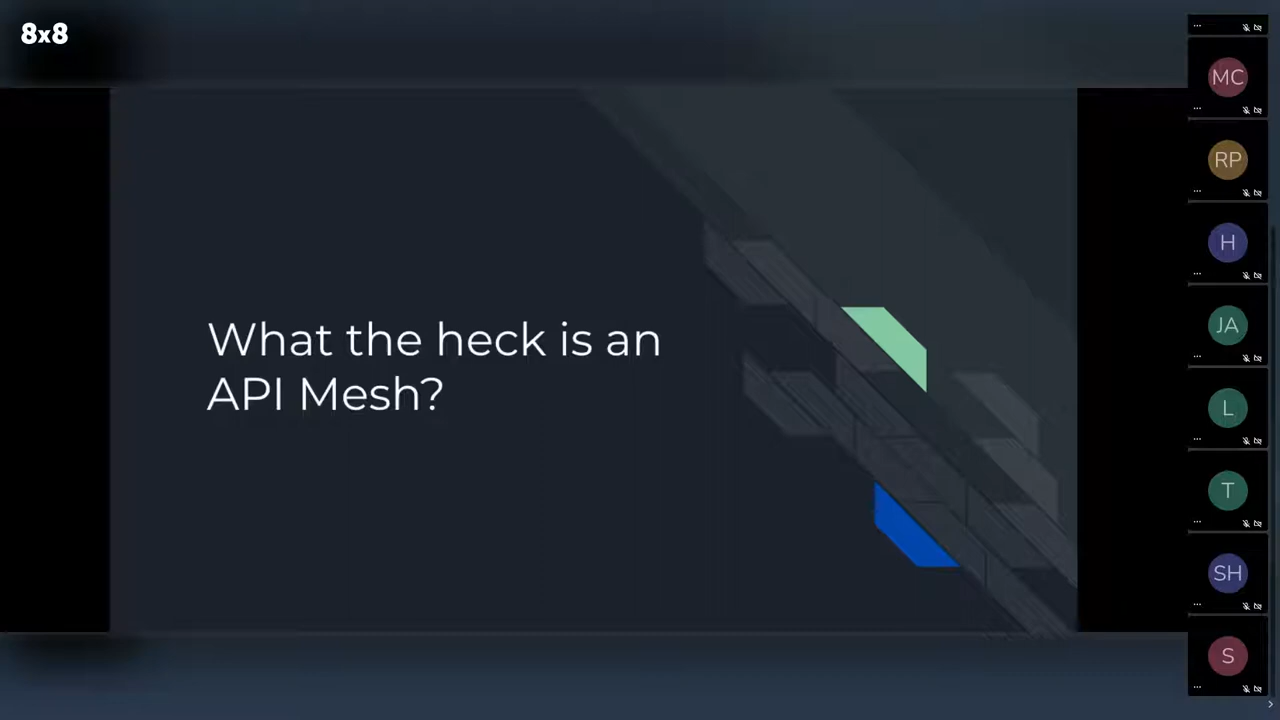 8x8
What the heck is an
API Mesh?
MC
RP
H
JA
L
T
SH
S